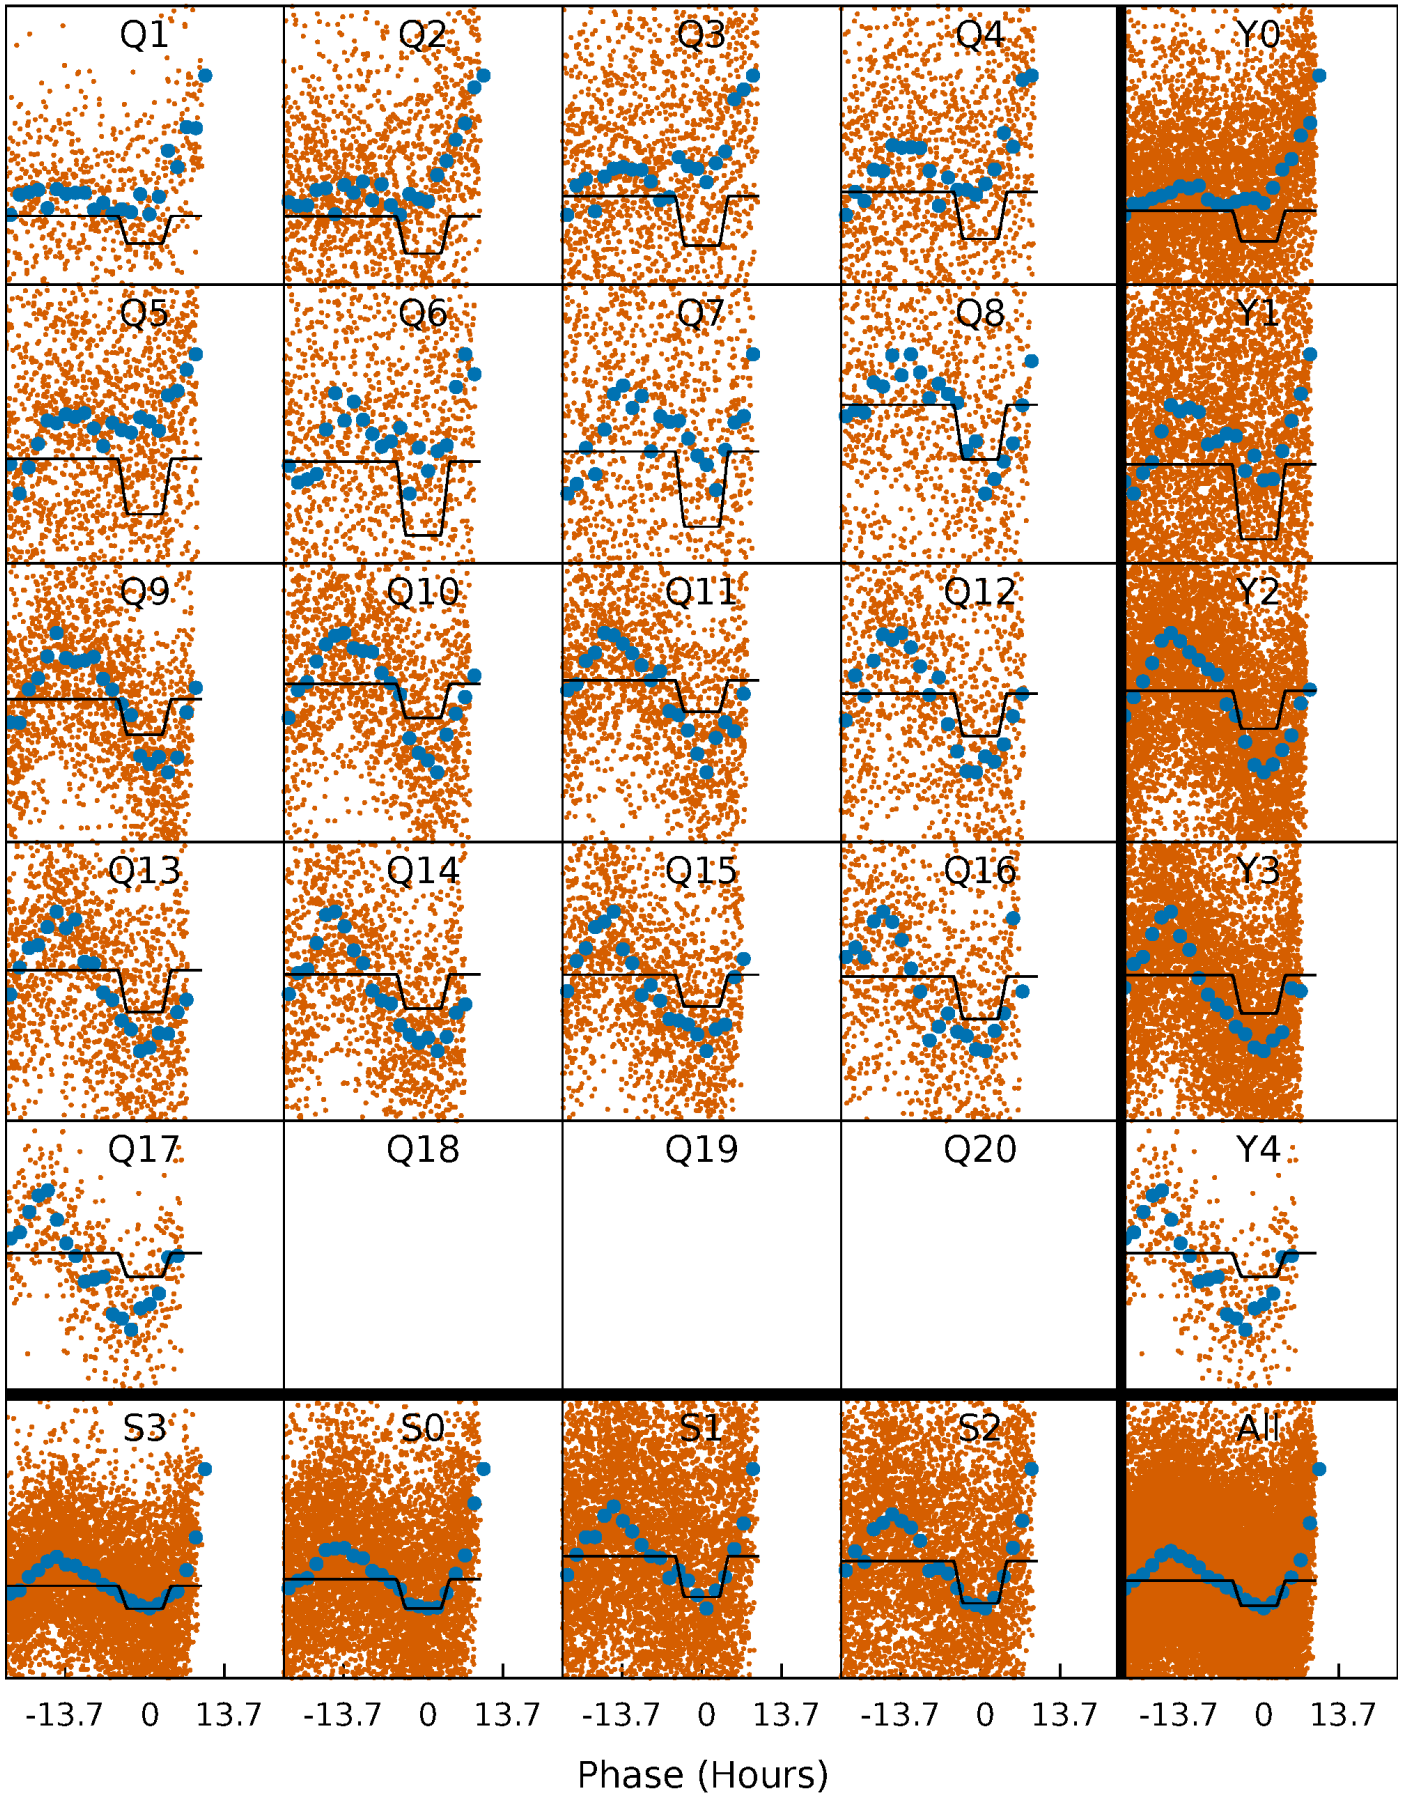 Q1 Q2 Q3 Q4 Y0
Q5 Q6 Q7 Q8 Y1
Q9 Q10 Q11 Q12 Y2
Q13 Q14 Q15 Q16 Y3
Q17 Q18 Q19 Q20 Y4
S3 S0 S1 S2 All
-13.7 0 13.7 -13.7 0 13.7 -13.7 0 13.7 -13.7 0 13.7 -13.7 0 13.7
Phase (Hours)